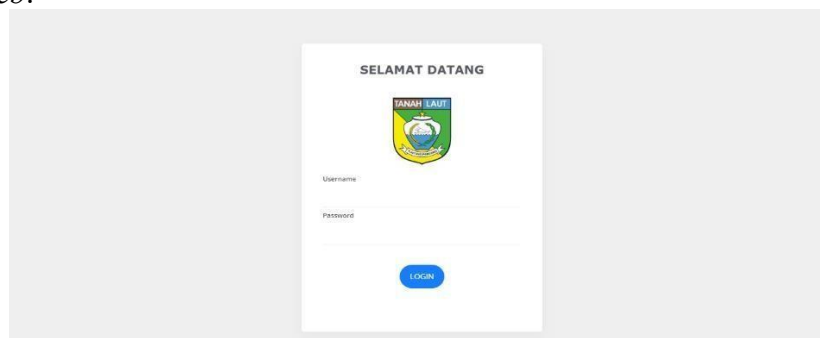 SELAMAT DATANG
TANAH LAUT
Username
Password
LOGIN